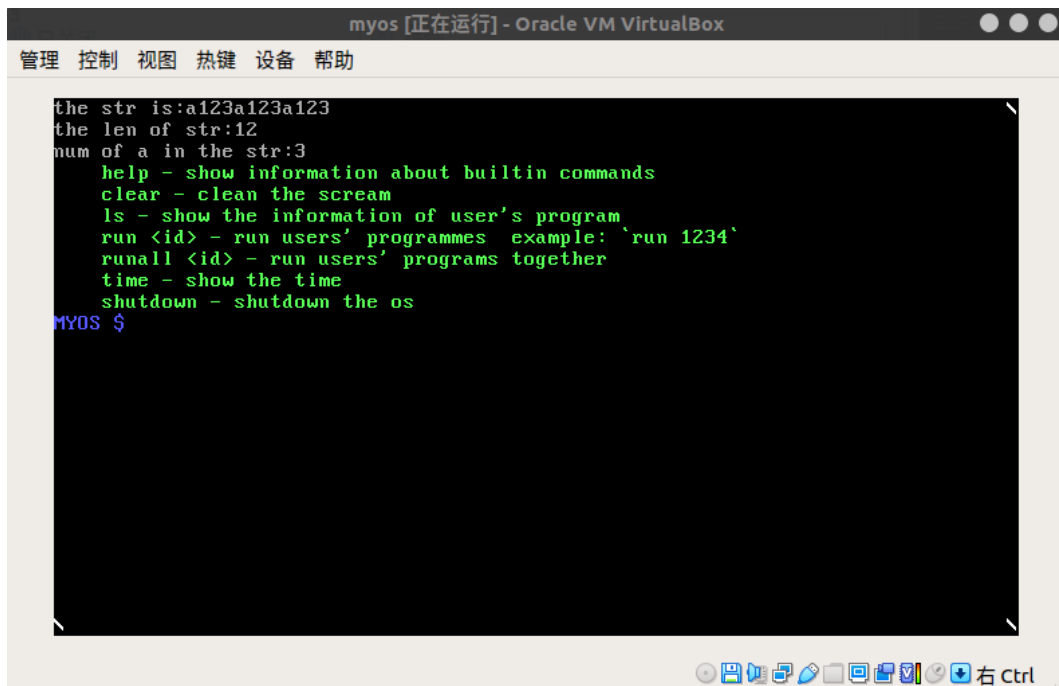 myos [正在运行] - Oracle VM VirtualBox
管理 控制 视图 热键 设备 帮助
the str is:a123a123a123
the len of str:12
num of a in the str:3
help - show information about builtin commands
clear - clean the scream
ls - show the information of user's program
run <id> - run users' programmes  example: `run 1234`
runall <id> - run users' programs together
time - show the time
shutdown - shutdown the os
MYOS $
右 Ctrl